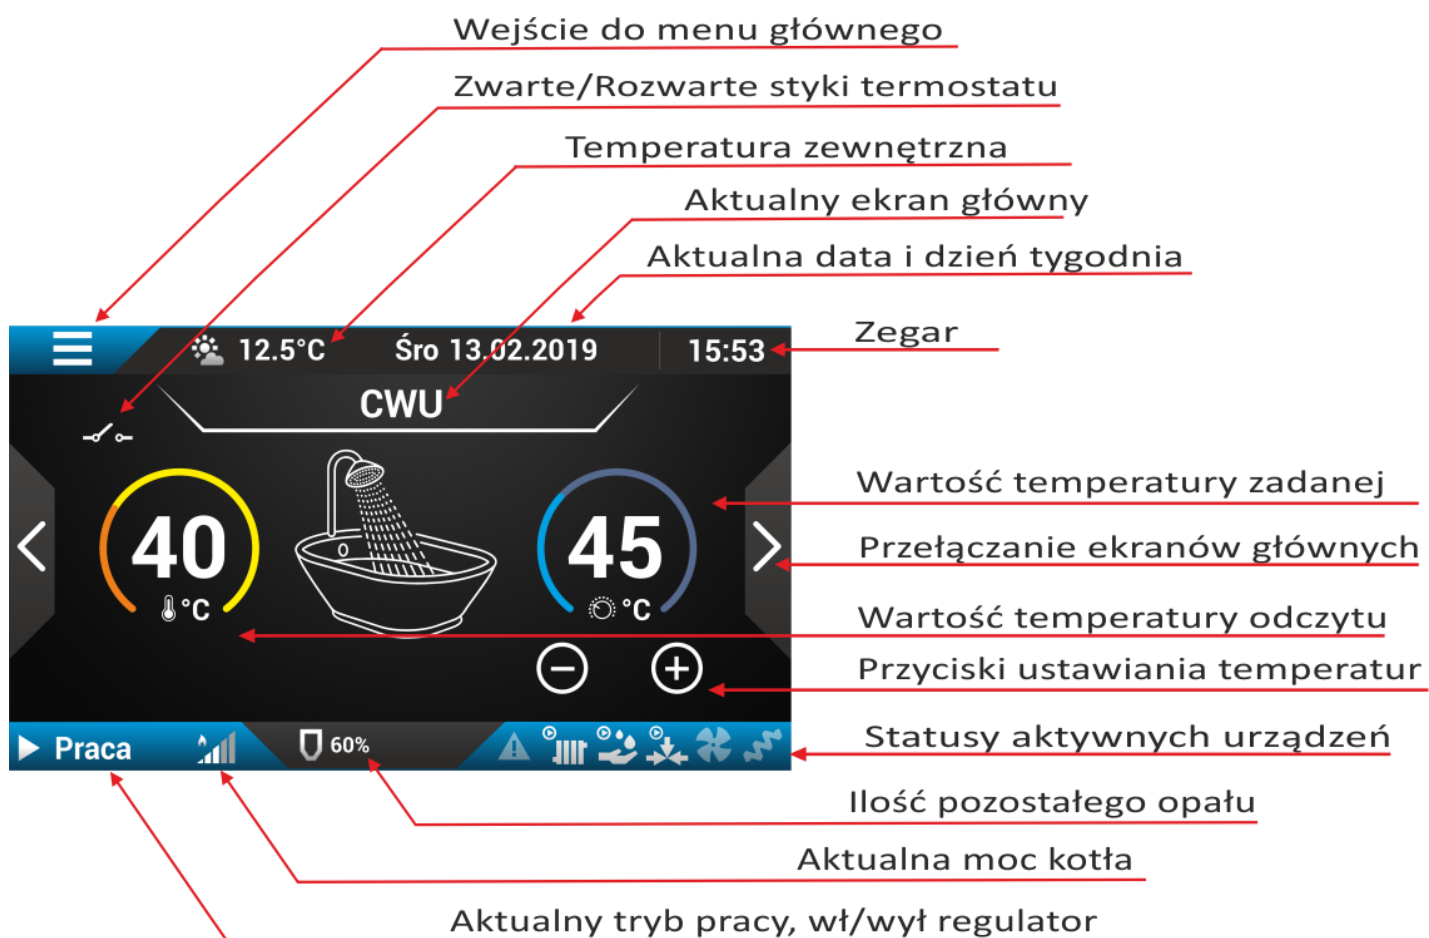 Wejście do menu głównego
Zwarte/Rozwarte styki termostatu
Temperatura zewnętrzna
Aktualny ekran główny
Aktualna data i dzień tygodnia
12.5°C Śro 13.02.2019 15:53
Zegar
CWU
Wartość temperatury zadanej
40 °C
45 °C
Przełączanie ekranów głównych
Wartość temperatury odczytu
Przyciski ustawiania temperatur
Praca 60%
Statusy aktywnych urządzeń
Ilość pozostałego opału
Aktualna moc kotła
Aktualny tryb pracy, wł/wył regulator